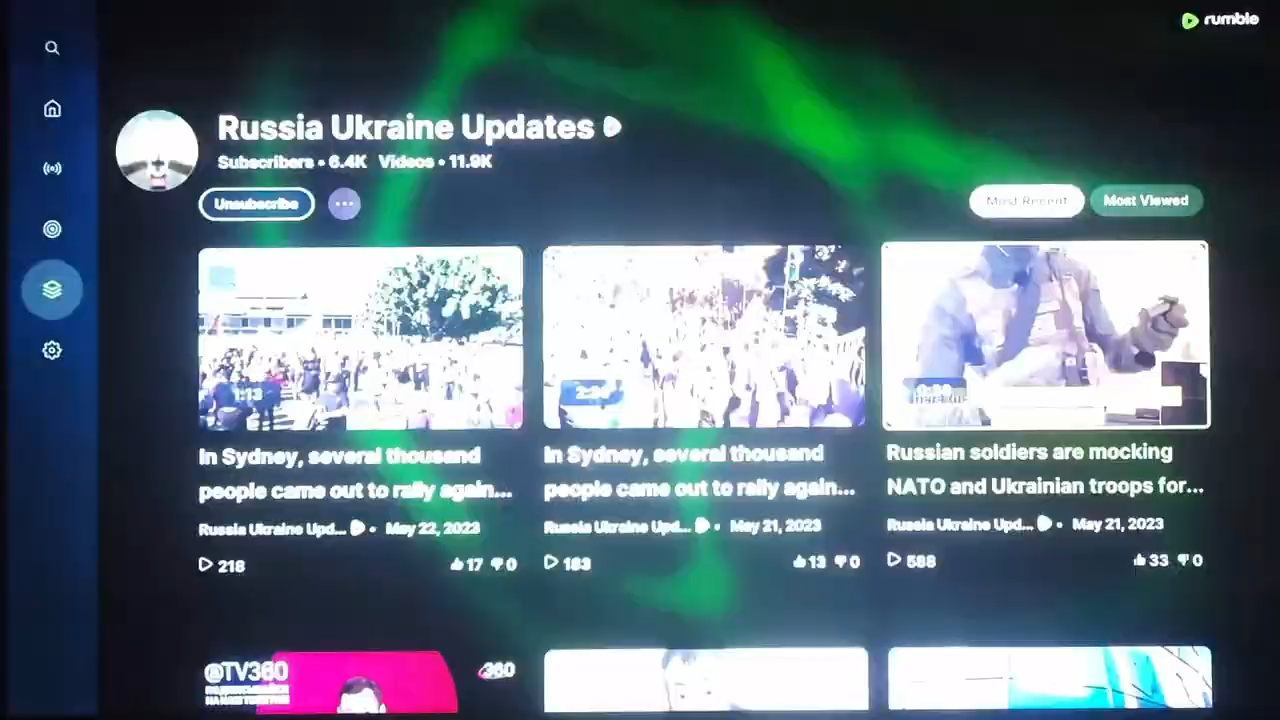 rumble
Russia Ukraine Updates
Subscribers • 6.4K Videos • 11.9K
Unsubscribe
Most Recent
Most Viewed
1:13
In Sydney, several thousand
people came out to rally again...
Russia Ukraine Upd... • May 22, 2023
218
17 0
In Sydney, several thousand
people came out to rally again...
Russia Ukraine Upd... • May 21, 2023
183
13 0
Russian soldiers are mocking
NATO and Ukrainian troops for...
Russia Ukraine Upd... • May 21, 2023
588
33 0
@TV360
360